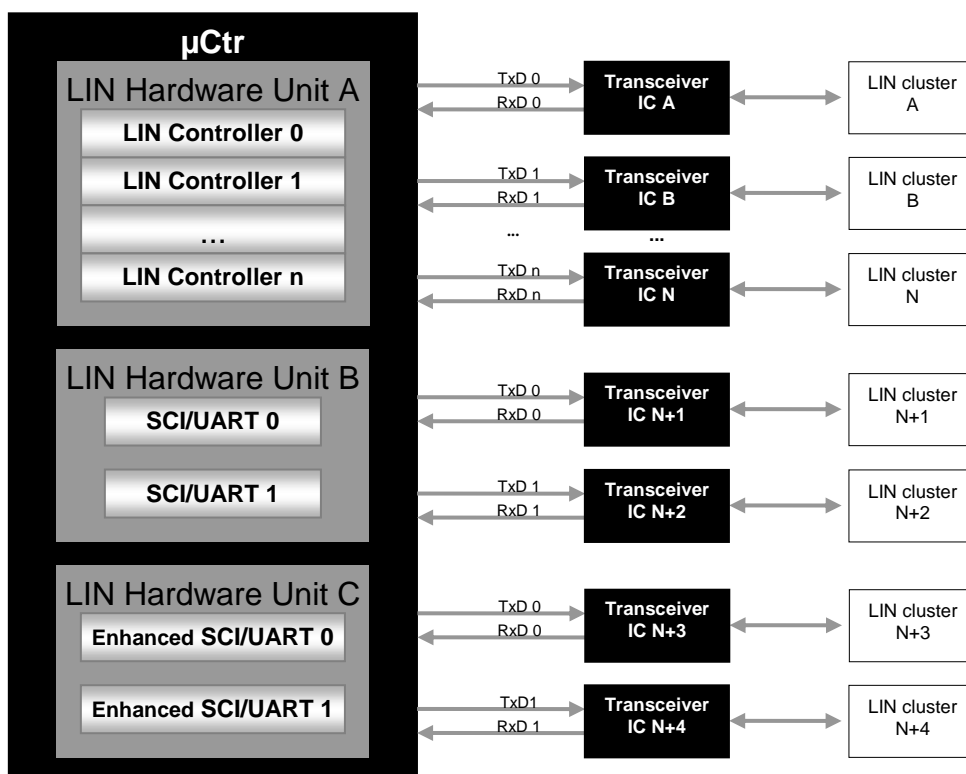 µCtr
LIN Hardware Unit A
LIN Controller 0
LIN Controller 1
...
LIN Controller n
TxD 0
RxD 0
Transceiver
IC A
LIN cluster
A
TxD 1
RxD 1
Transceiver
IC B
LIN cluster
B
...
...
TxD n
RxD n
Transceiver
IC N
LIN cluster
N
LIN Hardware Unit B
SCI/UART 0
SCI/UART 1
TxD 0
RxD 0
Transceiver
IC N+1
LIN cluster
N+1
TxD 1
RxD 1
Transceiver
IC N+2
LIN cluster
N+2
LIN Hardware Unit C
Enhanced SCI/UART 0
Enhanced SCI/UART 1
TxD 0
RxD 0
Transceiver
IC N+3
LIN cluster
N+3
TxD1
RxD 1
Transceiver
IC N+4
LIN cluster
N+4